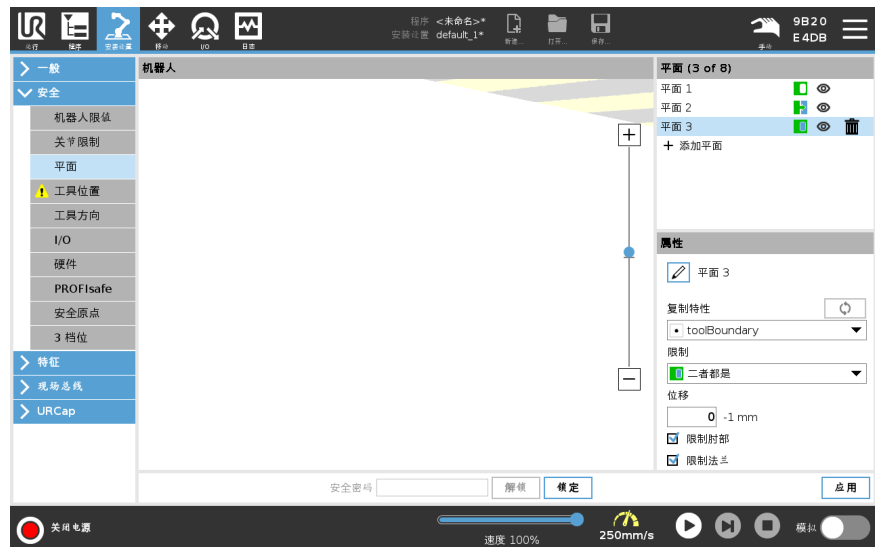 程序 <未命名>*
安装设置 default_1*
新建... 打开... 保存...
9B20
E4DB
运行 程序 安装设置 移动 I/O 日志 手动
一般
安全
机器人限值
关节限制
平面
工具位置
工具方向
I/O
硬件
PROFIsafe
安全原点
3 档位
特征
现场总线
URCap
机器人
平面 (3 of 8)
平面 1
平面 2
平面 3
添加平面
属性
平面 3
复制特性
toolBoundary
限制
二者都是
位移
0 -1 mm
限制肘部
限制法兰
安全密码 解锁 锁定 应用
关闭电源
速度 100%
250mm/s
模拟